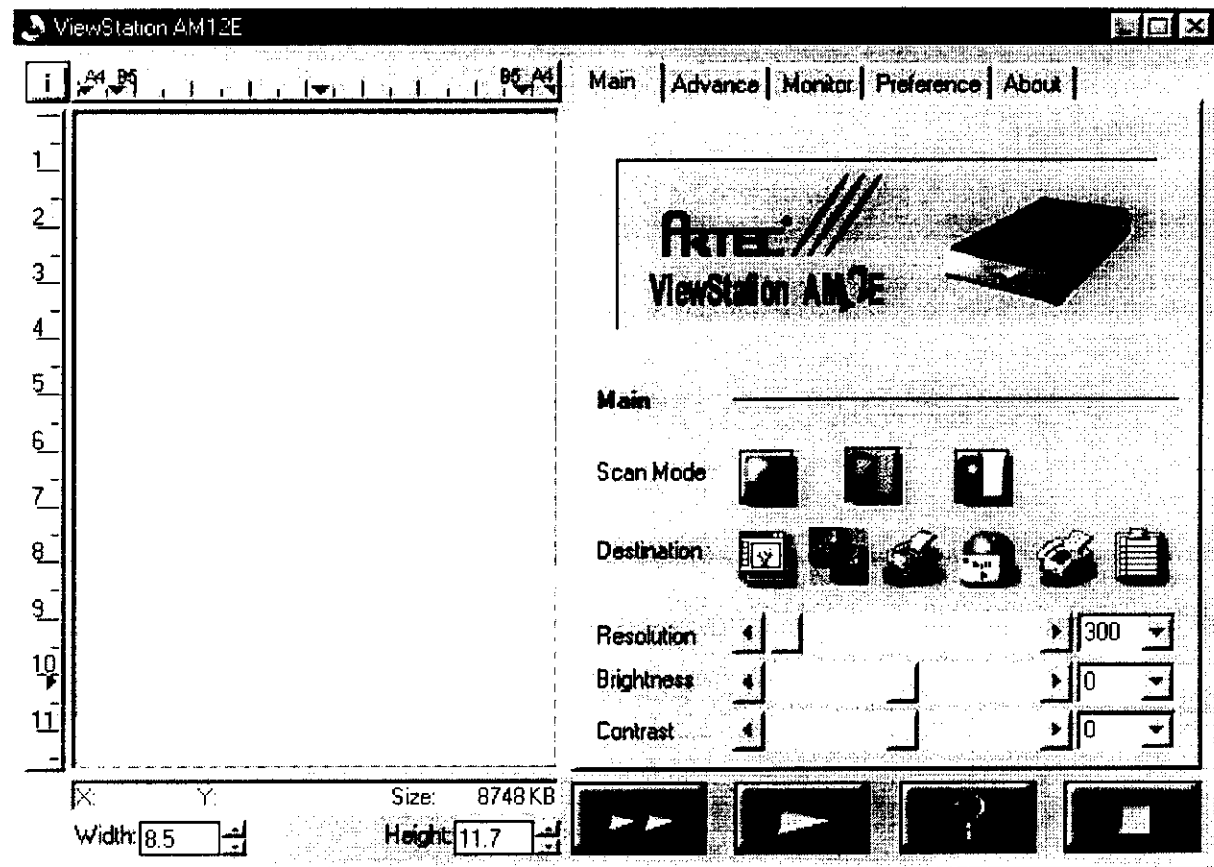 ViewStation AM12E
i
A4 B5
B5 A4
Main
Advance
Monitor
Preference
About
1
2
3
4
5
6
7
8
9
10
11
ARTEC
ViewStation AM12E
Main
Scan Mode
Destination
Resolution
300
Brightness
0
Contrast
0
X:
Y:
Size:
8748 KB
Width:
8.5
Height:
11.7
?